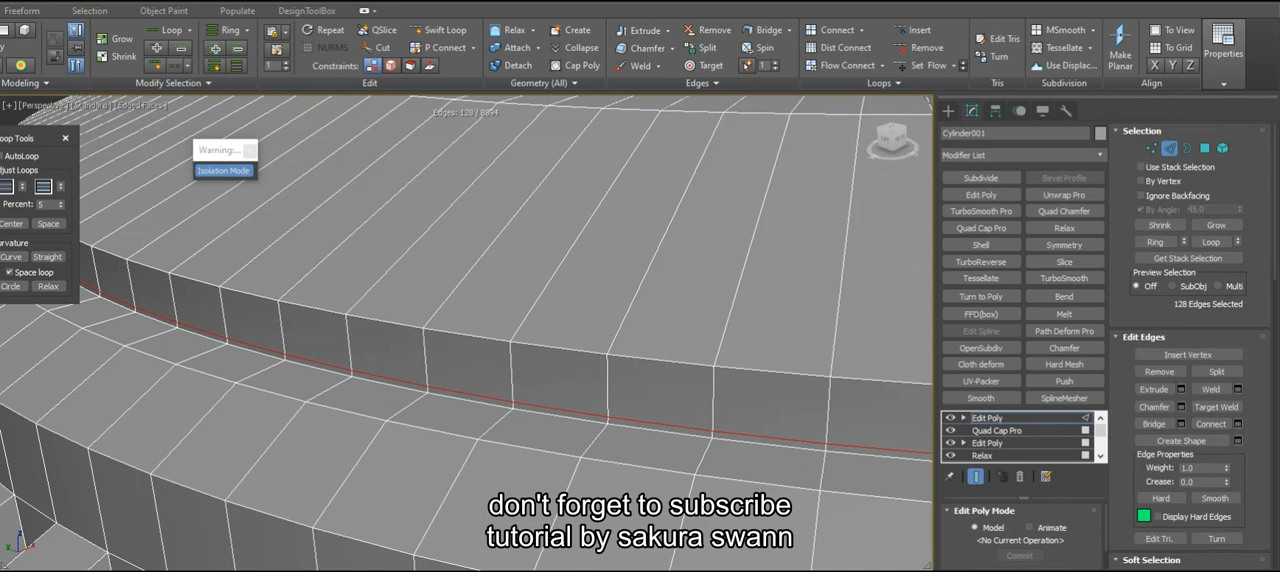 Freeform Selection Object Paint Populate DesignToolBox
Grow Loop Ring Repeat QSlice Swift Loop Relax Create Extrude Remove Bridge Connect Insert MSmooth To View
Shrink NURMS Cut P Connect Attach Collapse Chamfer Split Spin Dist Connect Remove Edit Tris Turn Tessellate Make Planar To Grid Properties
1 Constraints: Detach Cap Poly Weld Target 1 Flow Connect Set Flow Use Displac... X Y Z
Modeling Modify Selection Edit Geometry (All) Edges Loops Tris Subdivision Align
[+] [Perspective] [Standard] [Edged Faces]
Edges: 128 / 8894
oop Tools
AutoLoop
djust Loops
Percent: 5
Center Space
urvature
Curve Straight
Space loop
Circle Relax
Warning:...
Isolation Mode
Cylinder001
Modifier List
Subdivide Bevel Profile
Edit Poly Unwrap Pro
TurboSmooth Pro Quad Chamfer
Quad Cap Pro Relax
Shell Symmetry
TurboReverse Slice
Tessellate TurboSmooth
Turn to Poly Bend
FFD(box) Melt
Edit Spline Path Deform Pro
OpenSubdiv Chamfer
Cloth deform Hard Mesh
UV-Packer Push
Smooth SplineMesher
Edit Poly
Quad Cap Pro
Edit Poly
Relax
Edit Poly Mode
Model Animate
<No Current Operation>
Commit
Selection
Use Stack Selection
By Vertex
Ignore Backfacing
By Angle: 45.0
Shrink Grow
Ring Loop
Get Stack Selection
Preview Selection
Off SubObj Multi
128 Edges Selected
Edit Edges
Insert Vertex
Remove Split
Extrude Weld
Chamfer Target Weld
Bridge Connect
Create Shape
Edge Properties
Weight: 1.0
Crease: 0.0
Hard Smooth
Display Hard Edges
Edit Tri. Turn
Soft Selection
don't forget to subscribe
tutorial by sakura swann